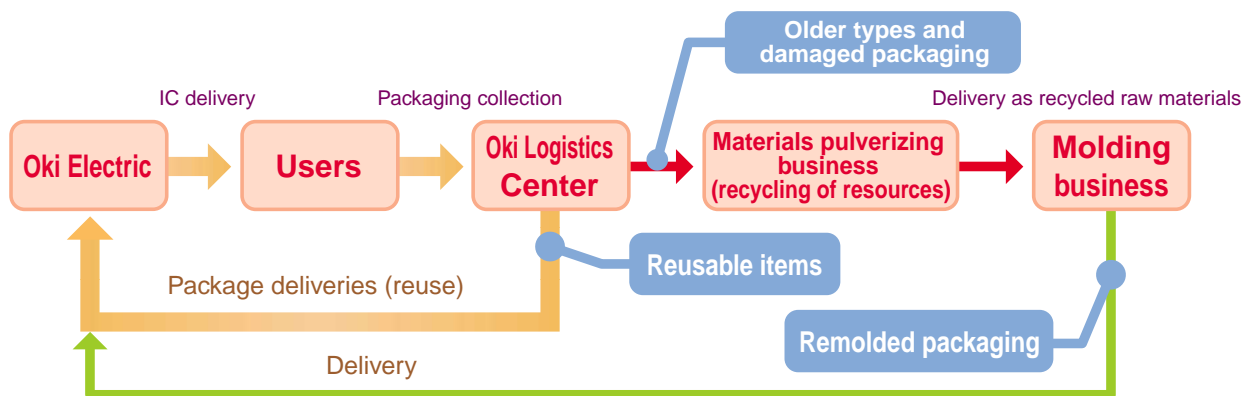 Older types and
damaged packaging
IC delivery
Packaging collection
Delivery as recycled raw materials
Oki Electric
Users
Oki Logistics
Center
Materials pulverizing
business
(recycling of resources)
Molding
business
Reusable items
Package deliveries (reuse)
Remolded packaging
Delivery